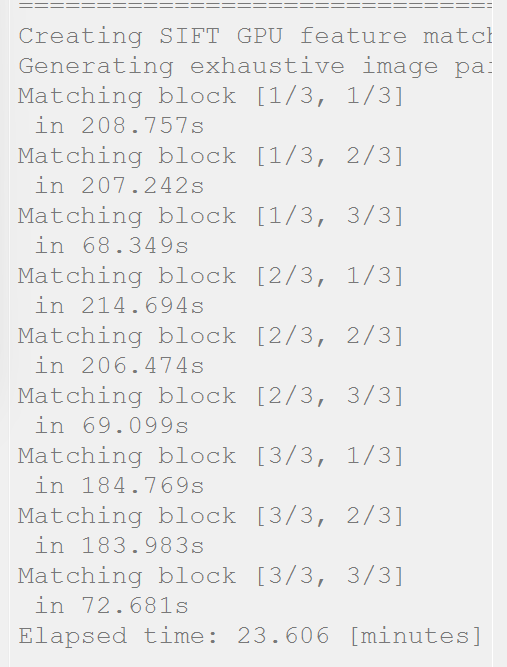 Creating SIFT GPU feature
Generating exhaustive image
Matching block [1/3, 1/3]
in 208.757s
Matching block [1/3, 2/3]
in 207.242s
Matching block [1/3, 3/3]
in 68.349s
Matching block [2/3, 1/3]
in 214.694s
Matching block [2/3, 2/3]
in 206.474s
Matching block [2/3, 3/3]
in 69.099s
Matching block [3/3, 1/3]
in 184.769s
Matching block [3/3, 2/3]
in 183.983s
Matching block [3/3, 3/3]
in 72.681s
Elapsed time: 23.606 [minutes]